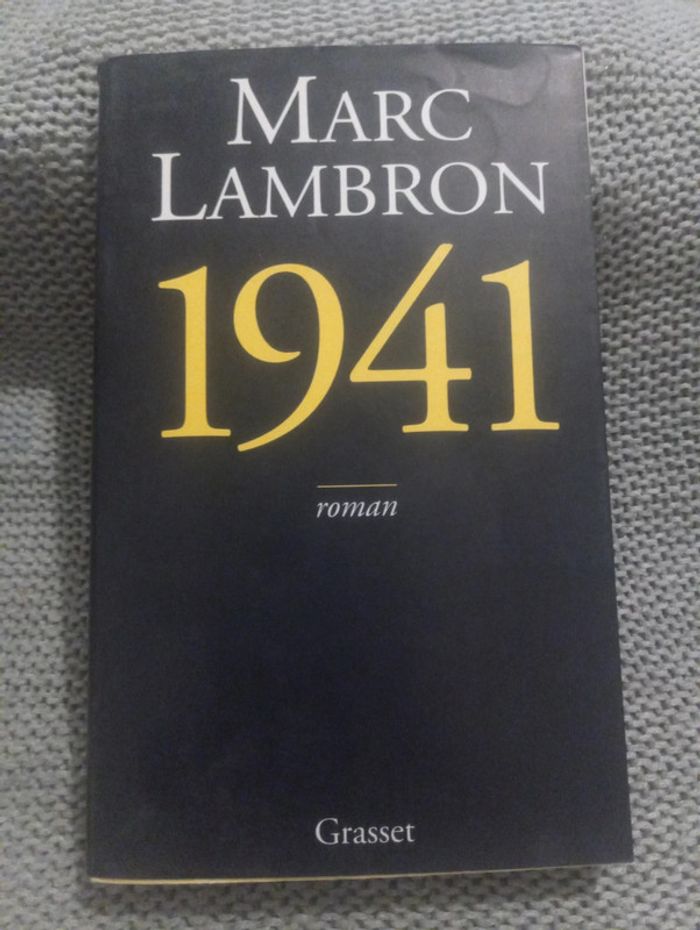 MARC
LAMBRON
1941
roman
Grasset